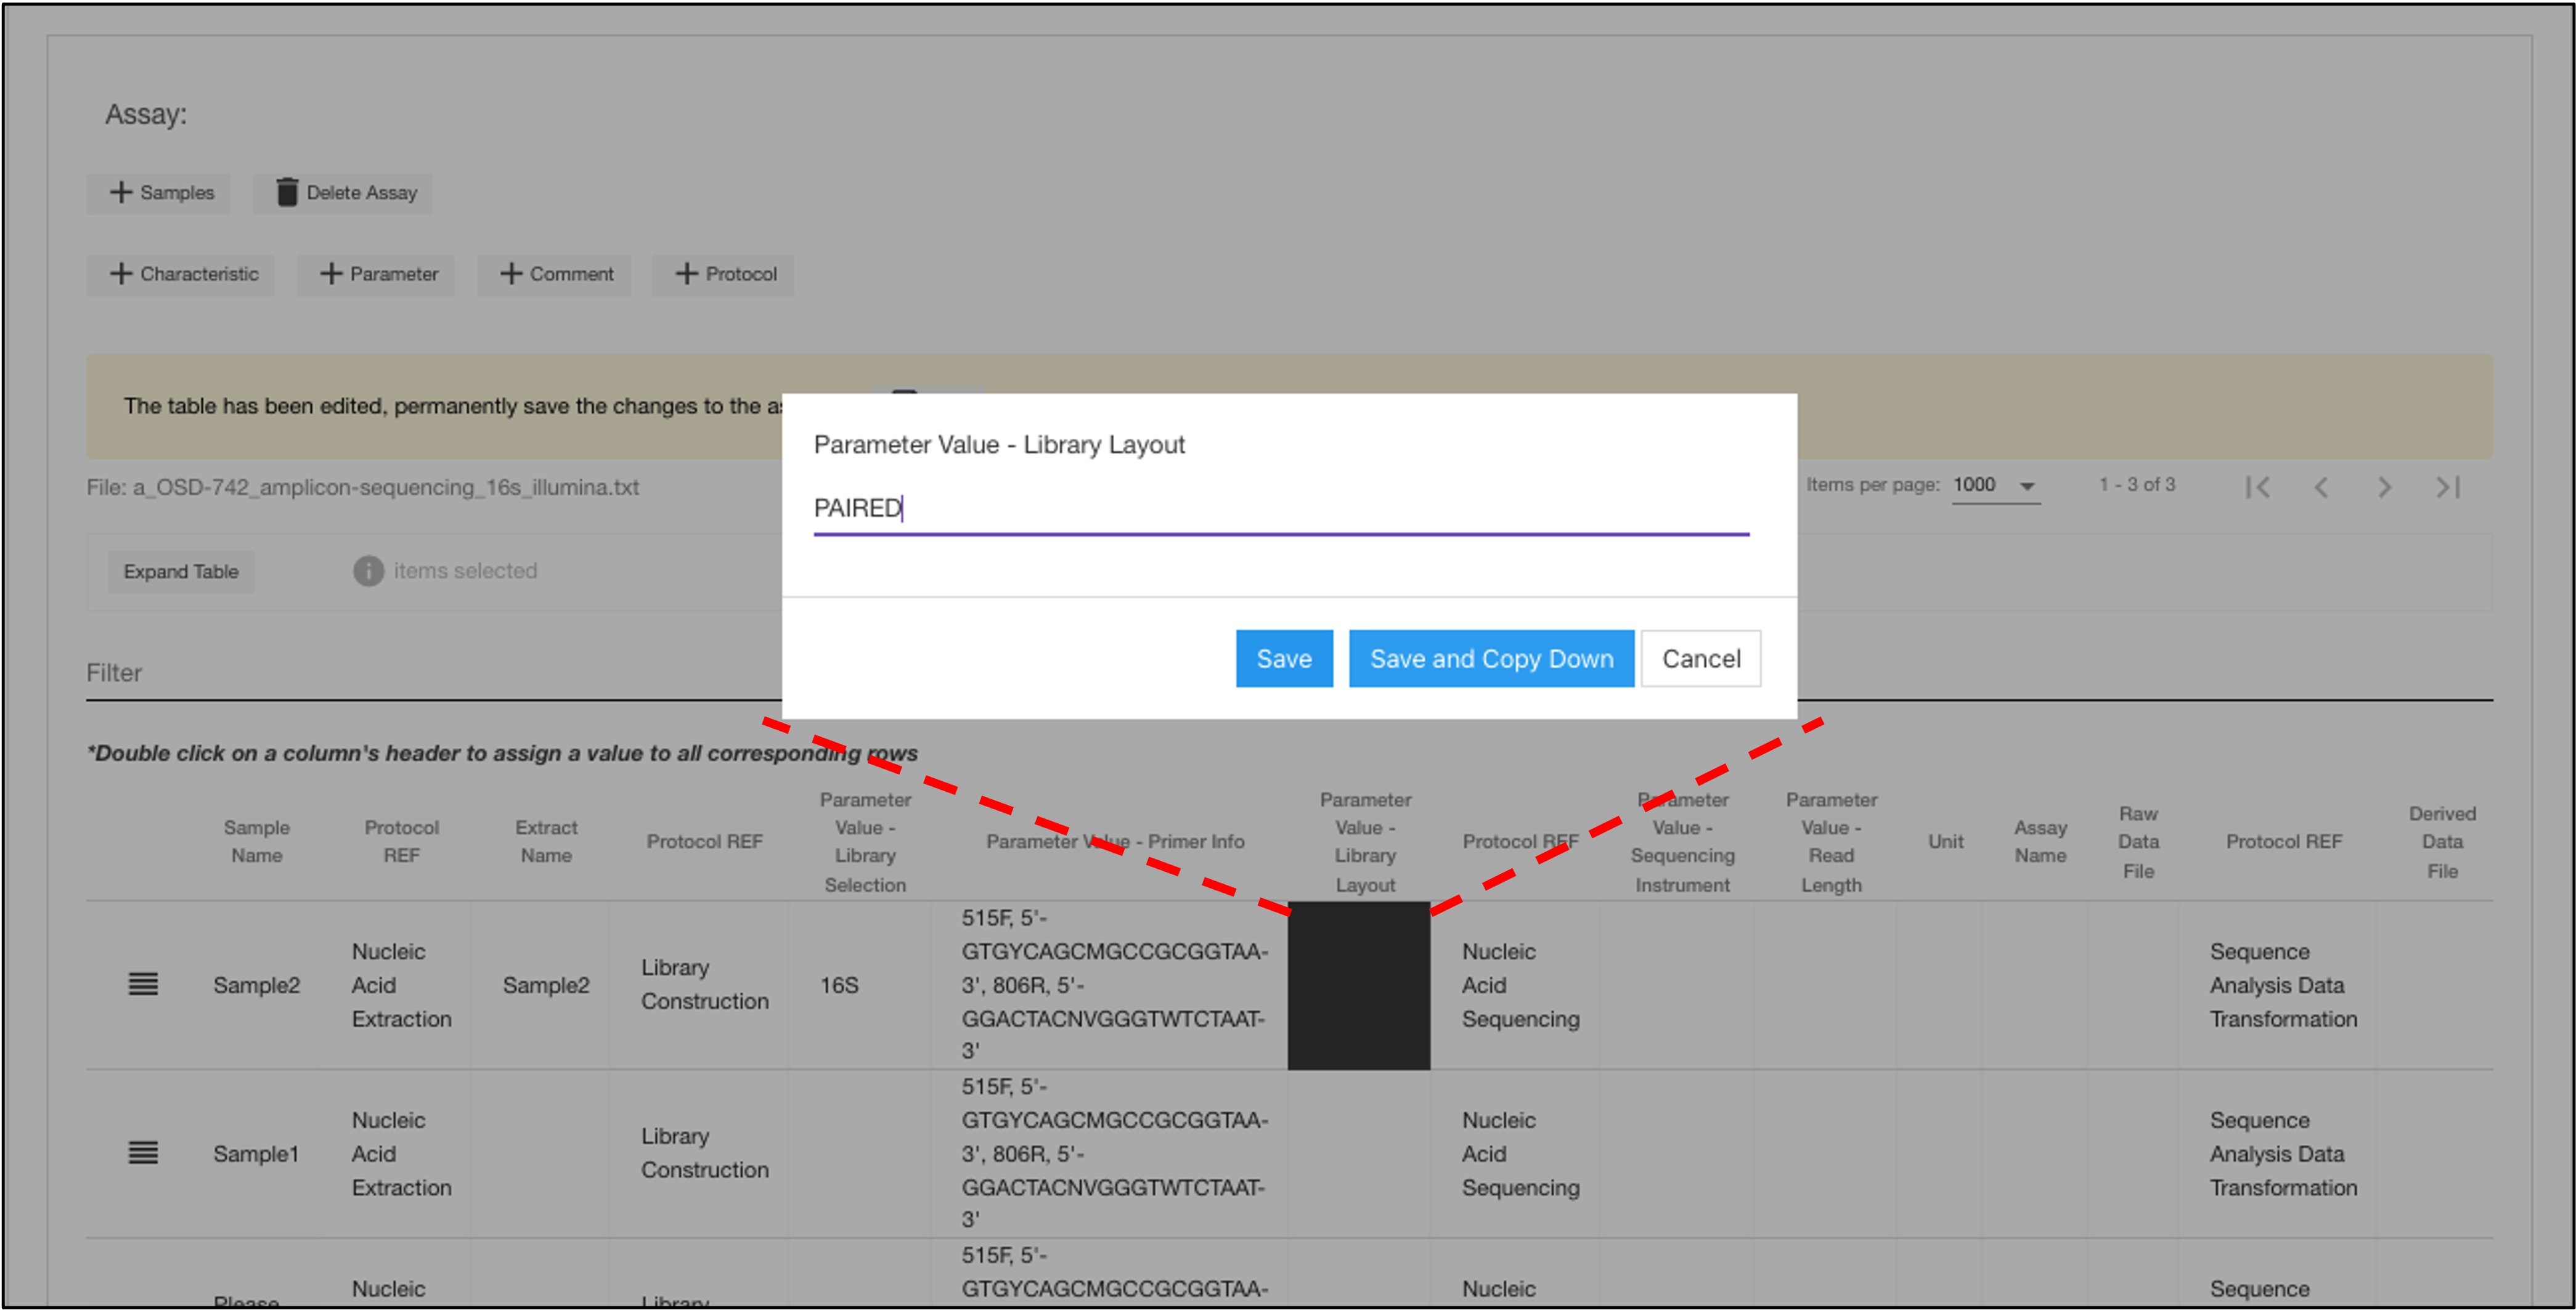 Assay:
Samples
Delete Assay
Characteristic
Parameter
Comment
Protocol
The table has been edited, permanently save the changes to the as
File: a_OSD-742_amplicon-sequencing_16s_illumina.txt
Items per page: 1000
1 - 3 of 3
Expand Table
items selected
Parameter Value - Library Layout
PAIRED
Save
Save and Copy Down
Cancel
Filter
*Double click on a column's header to assign a value to all corresponding rows
Sample
Name
Protocol
REF
Extract
Name
Protocol REF
Parameter
Value -
Library
Selection
Parameter Value - Primer Info
Parameter
Value -
Library
Layout
Protocol REF
Parameter
Value -
Sequencing
Instrument
Parameter
Value -
Read
Length
Unit
Assay
Name
Raw
Data
File
Protocol REF
Derived
Data
File
Sample2
Nucleic
Acid
Extraction
Sample2
Library
Construction
16S
515F, 5'-
GTGYCAGCMGCCGCGGTAA-
3', 806R, 5'-
GGACTACNVGGGTWTCTAAT-
3'
Nucleic
Acid
Sequencing
Sequence
Analysis Data
Transformation
Sample1
Nucleic
Acid
Extraction
Library
Construction
515F, 5'-
GTGYCAGCMGCCGCGGTAA-
3', 806R, 5'-
GGACTACNVGGGTWTCTAAT-
3'
Nucleic
Acid
Sequencing
Sequence
Analysis Data
Transformation
Please
Nucleic
Library
515F, 5'-
GTGYCAGCMGCCGCGGTAA-
Nucleic
Sequence